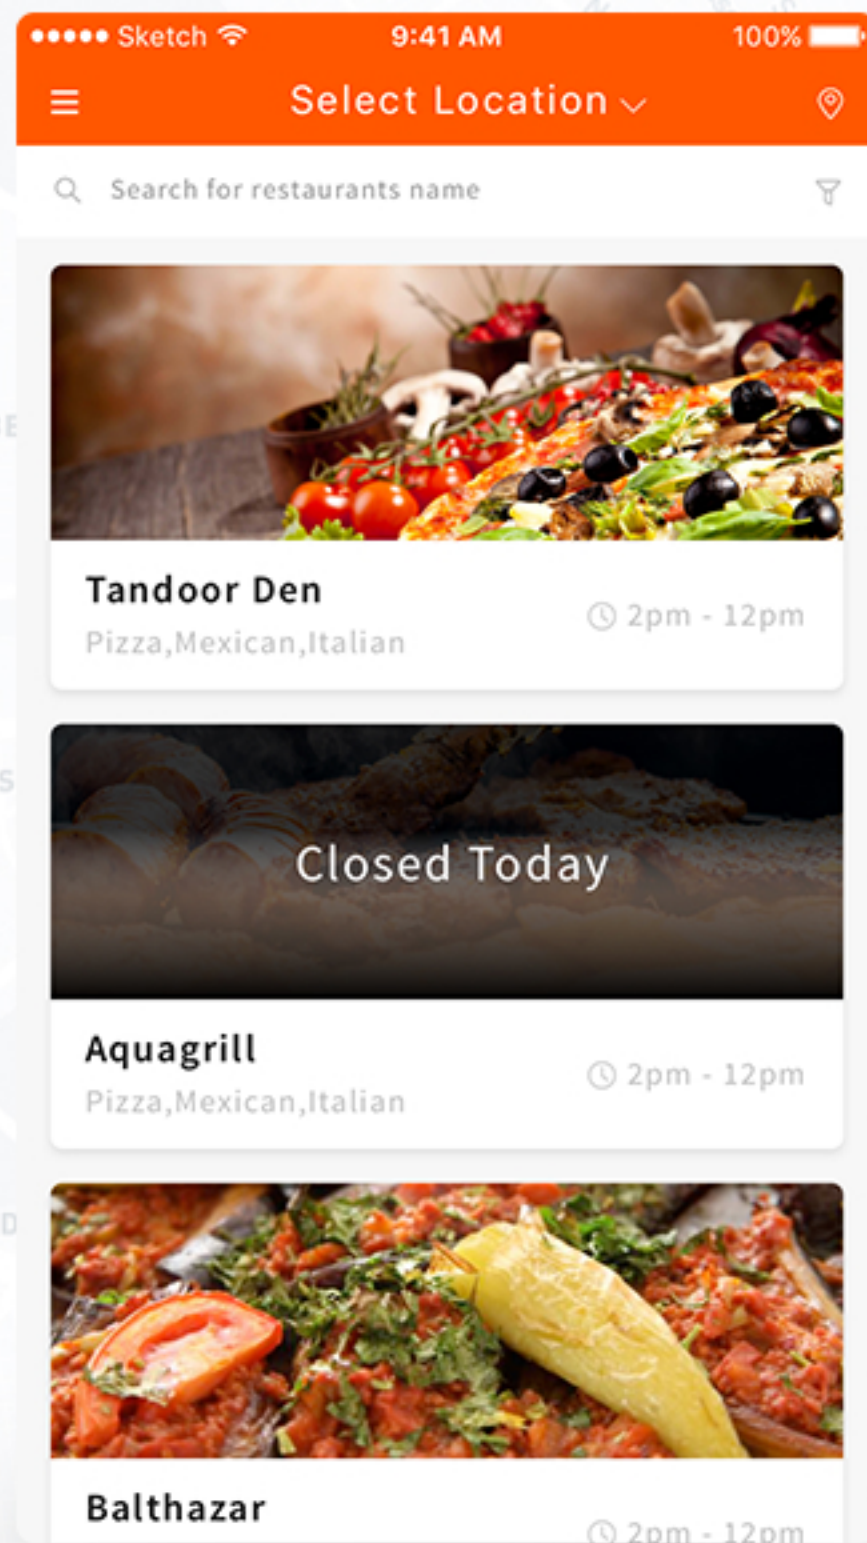 Sketch 9:41 AM 100%
Select Location
Search for restaurants name
Tandoor Den
Pizza,Mexican,Italian
2pm - 12pm
Closed Today
Aquagrill
Pizza,Mexican,Italian
2pm - 12pm
Balthazar
2pm - 12pm